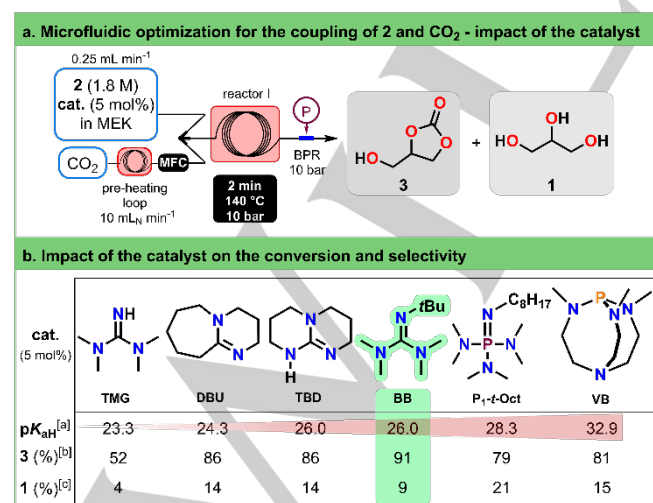 a. Microfluidic optimization for the coupling of 2 and CO₂ - impact of the catalyst
0.25 mL min⁻¹
2 (1.8 M)
cat. (5 mol%)
in MEK
CO₂
MFC
pre-heating
loop
10 mL_N min⁻¹
reactor I
2 min
140 °C
10 bar
P
BPR
10 bar
O
O
O
HO
3
+
OH
HO
OH
1
b. Impact of the catalyst on the conversion and selectivity
cat.
(5 mol%)
N H
N N
TMG
N
N
DBU
N
N N
H
TBD
N tBu
N N
BB
N C₈H₁₇
N P N
N
P₁-t-Oct
N P N
N
N
VB
pK_aH[a] 23.3 24.3 26.0 26.0 28.3 32.9
3 (%)[b] 52 86 86 91 79 81
1 (%)[c] 4 14 14 9 21 15